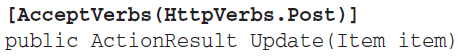 [AcceptVerbs(HttpVerbs.Post)]
public ActionResult Update(Item item)